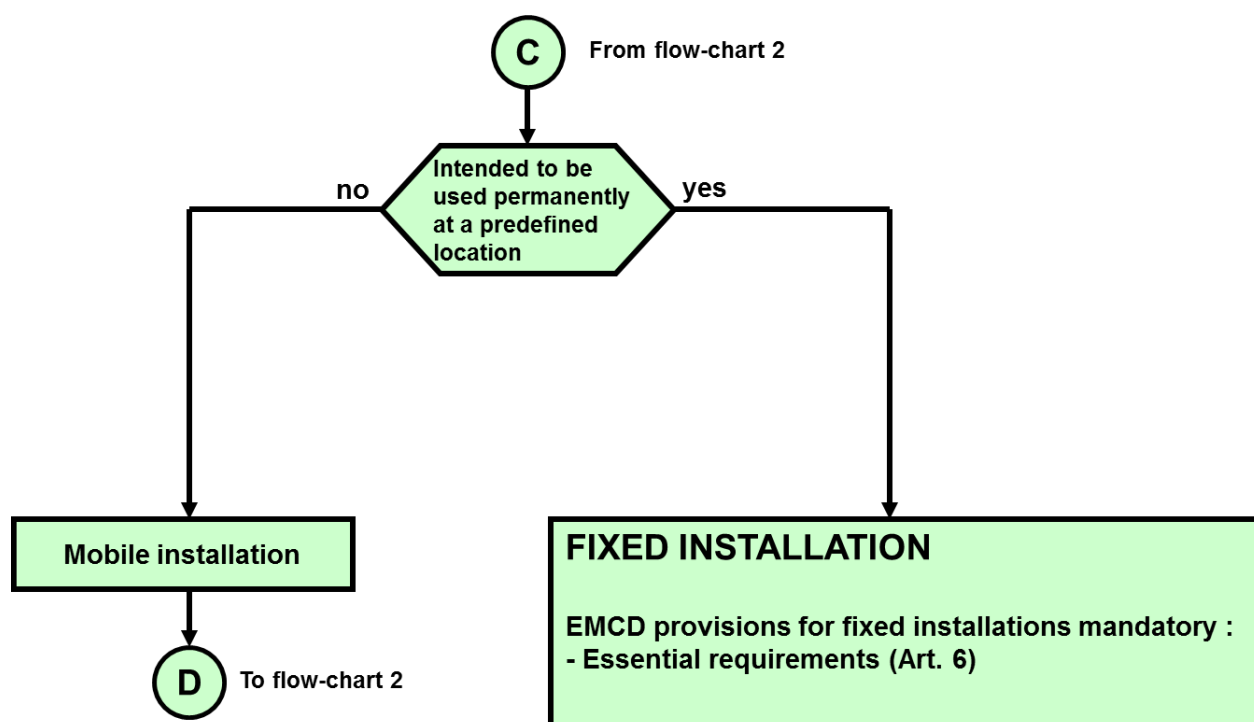 C
From flow-chart 2
Intended to be
used permanently
at a predefined
location
no
yes
Mobile installation
FIXED INSTALLATION
EMCD provisions for fixed installations mandatory :
- Essential requirements (Art. 6)
D
To flow-chart 2